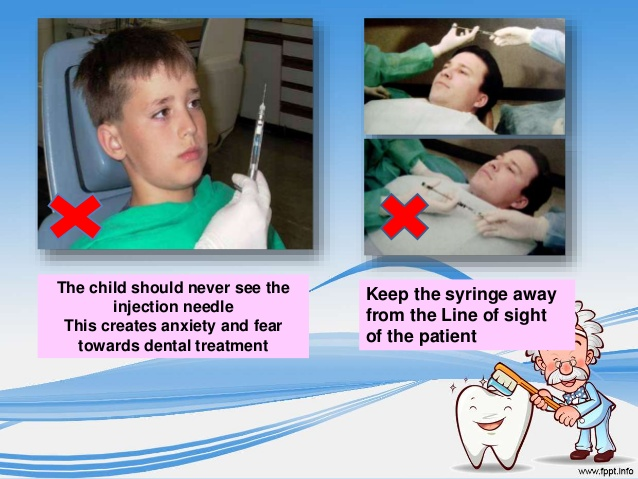 The child should never see the
injection needle
This creates anxiety and fear
towards dental treatment
Keep the syringe away
from the Line of sight
of the patient
www.fppt.info